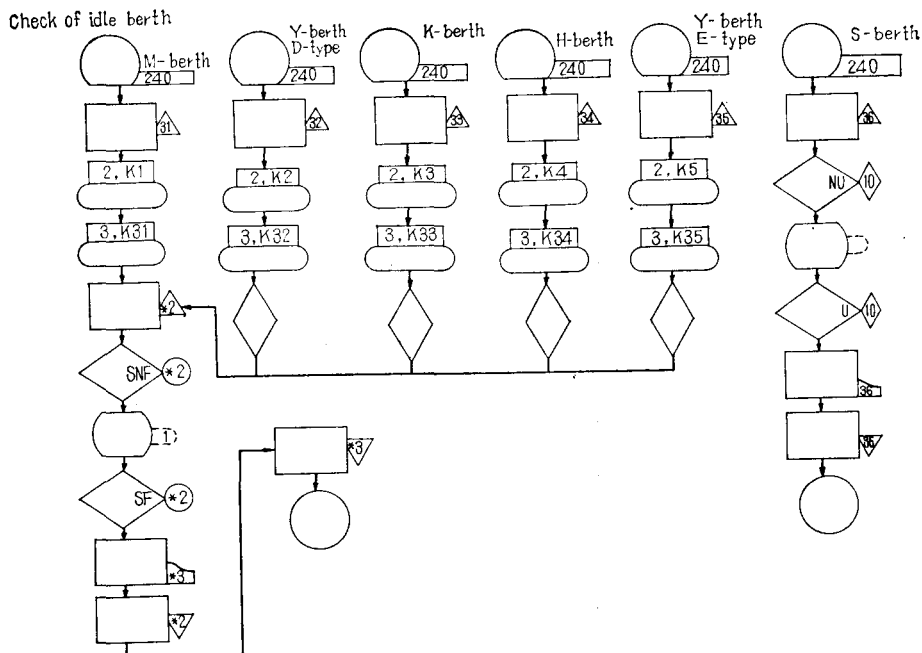 Check of idle berth
M-berth
Y-berth
D-type
K-berth
H-berth
Y-berth
E-type
S-berth
240
240
240
240
240
240
31
32
33
34
35
36
2, K1
2, K2
2, K3
2, K4
2, K5
NU
10
3, K31
3, K32
3, K33
3, K34
3, K35
*2
U
10
SNF
*2
36
1
*3
36
SF
*2
*3
*2